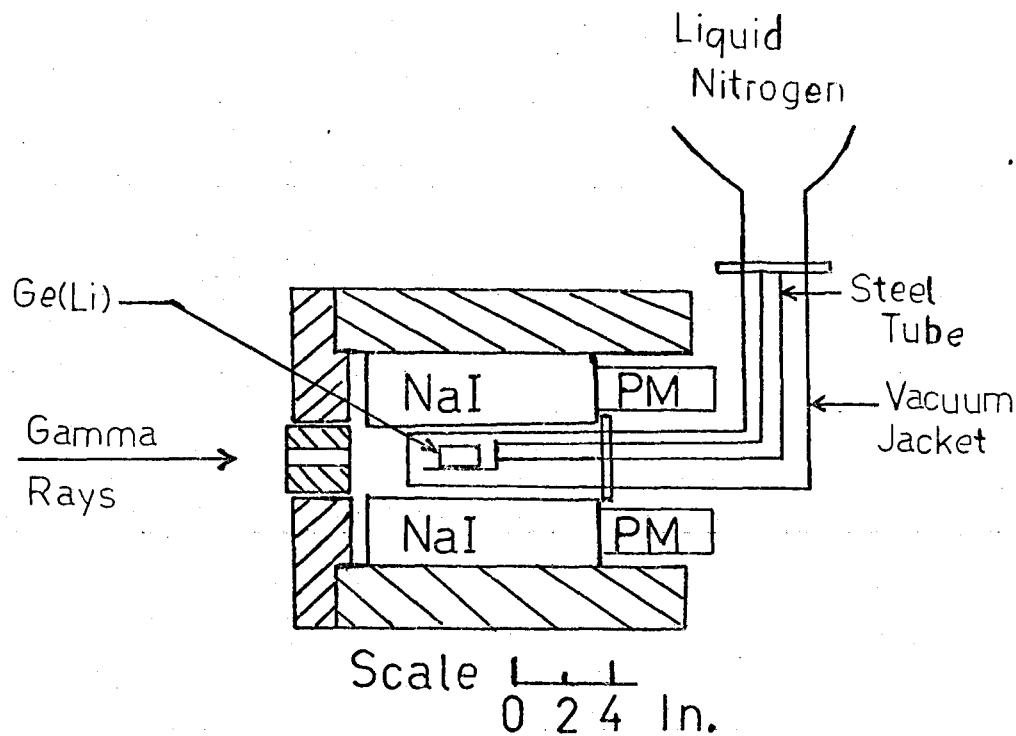 Liquid
Nitrogen
Ge(Li)
Steel
Tube
NaI
PM
Vacuum
Jacket
Gamma
Rays
NaI
PM
Scale
0 2 4 In.